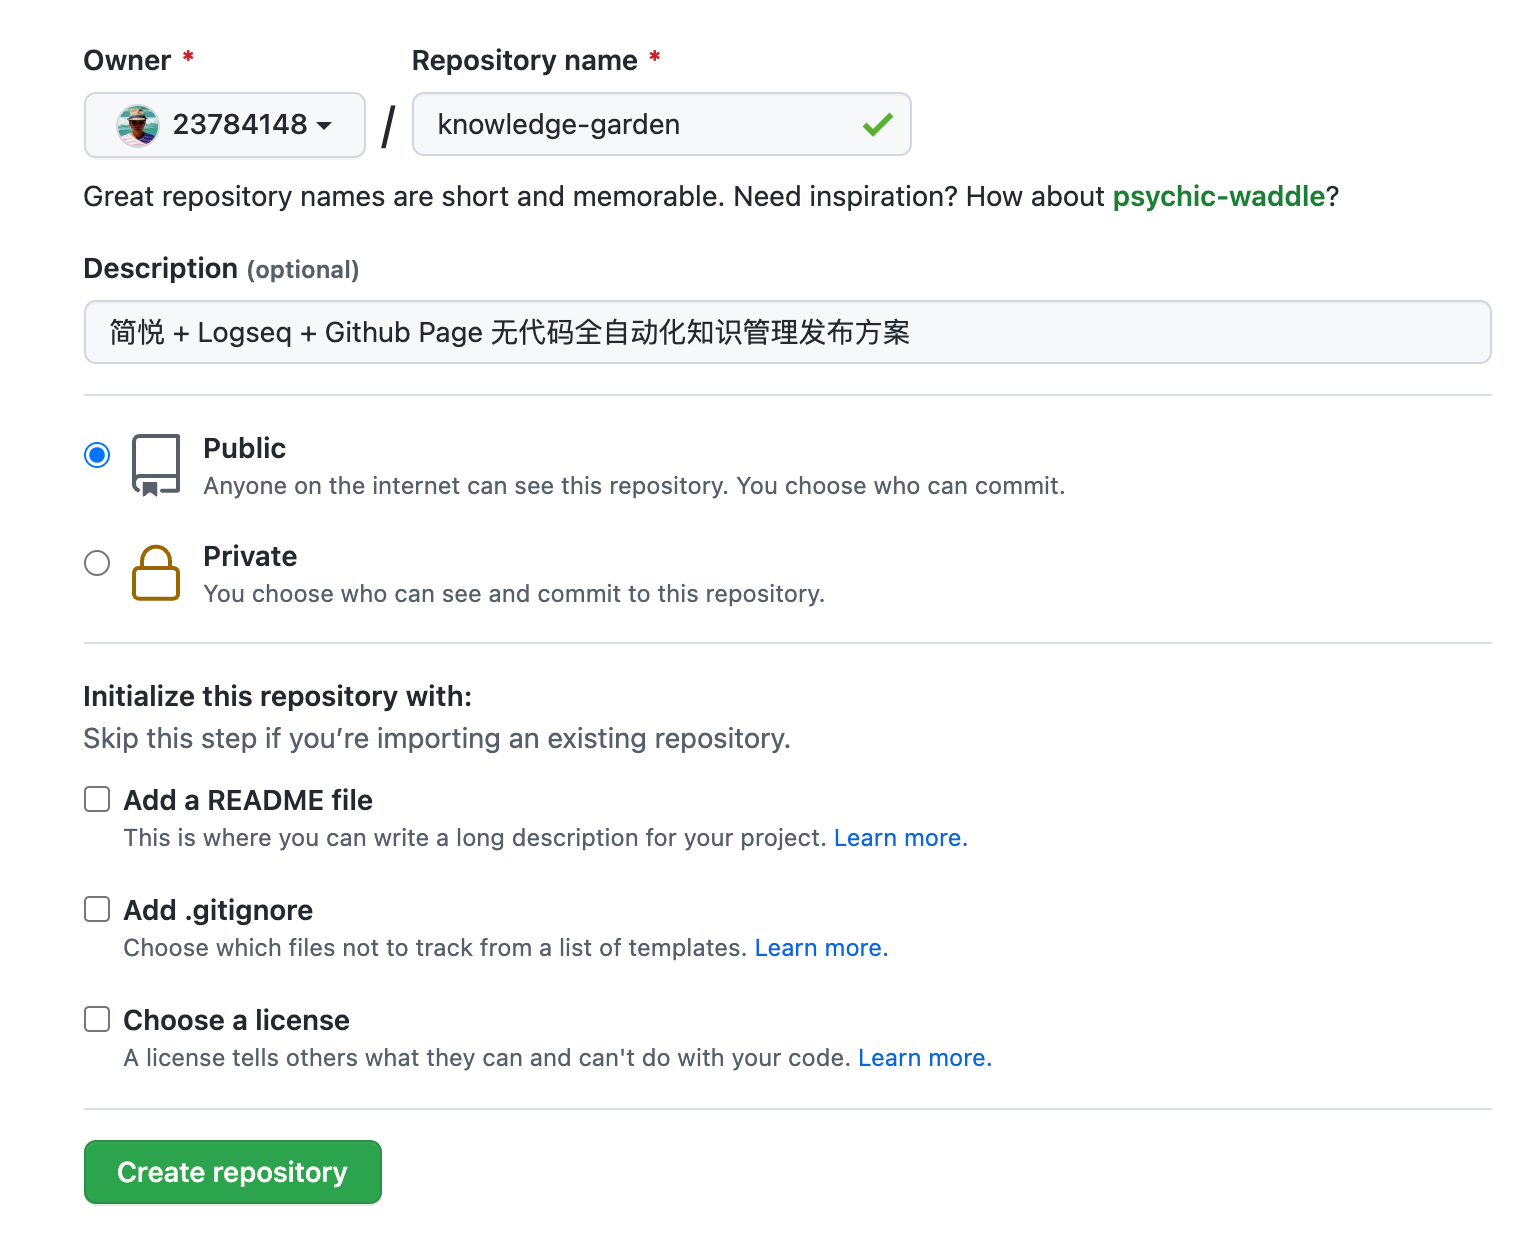 Owner *
Repository name *
23784148 / knowledge-garden
Great repository names are short and memorable. Need inspiration? How about psychic-waddle?
Description (optional)
简悦 + Logseq + Github Page 无代码全自动化知识管理发布方案
Public
Anyone on the internet can see this repository. You choose who can commit.
Private
You choose who can see and commit to this repository.
Initialize this repository with:
Skip this step if you’re importing an existing repository.
Add a README file
This is where you can write a long description for your project. Learn more.
Add .gitignore
Choose which files not to track from a list of templates. Learn more.
Choose a license
A license tells others what they can and can't do with your code. Learn more.
Create repository